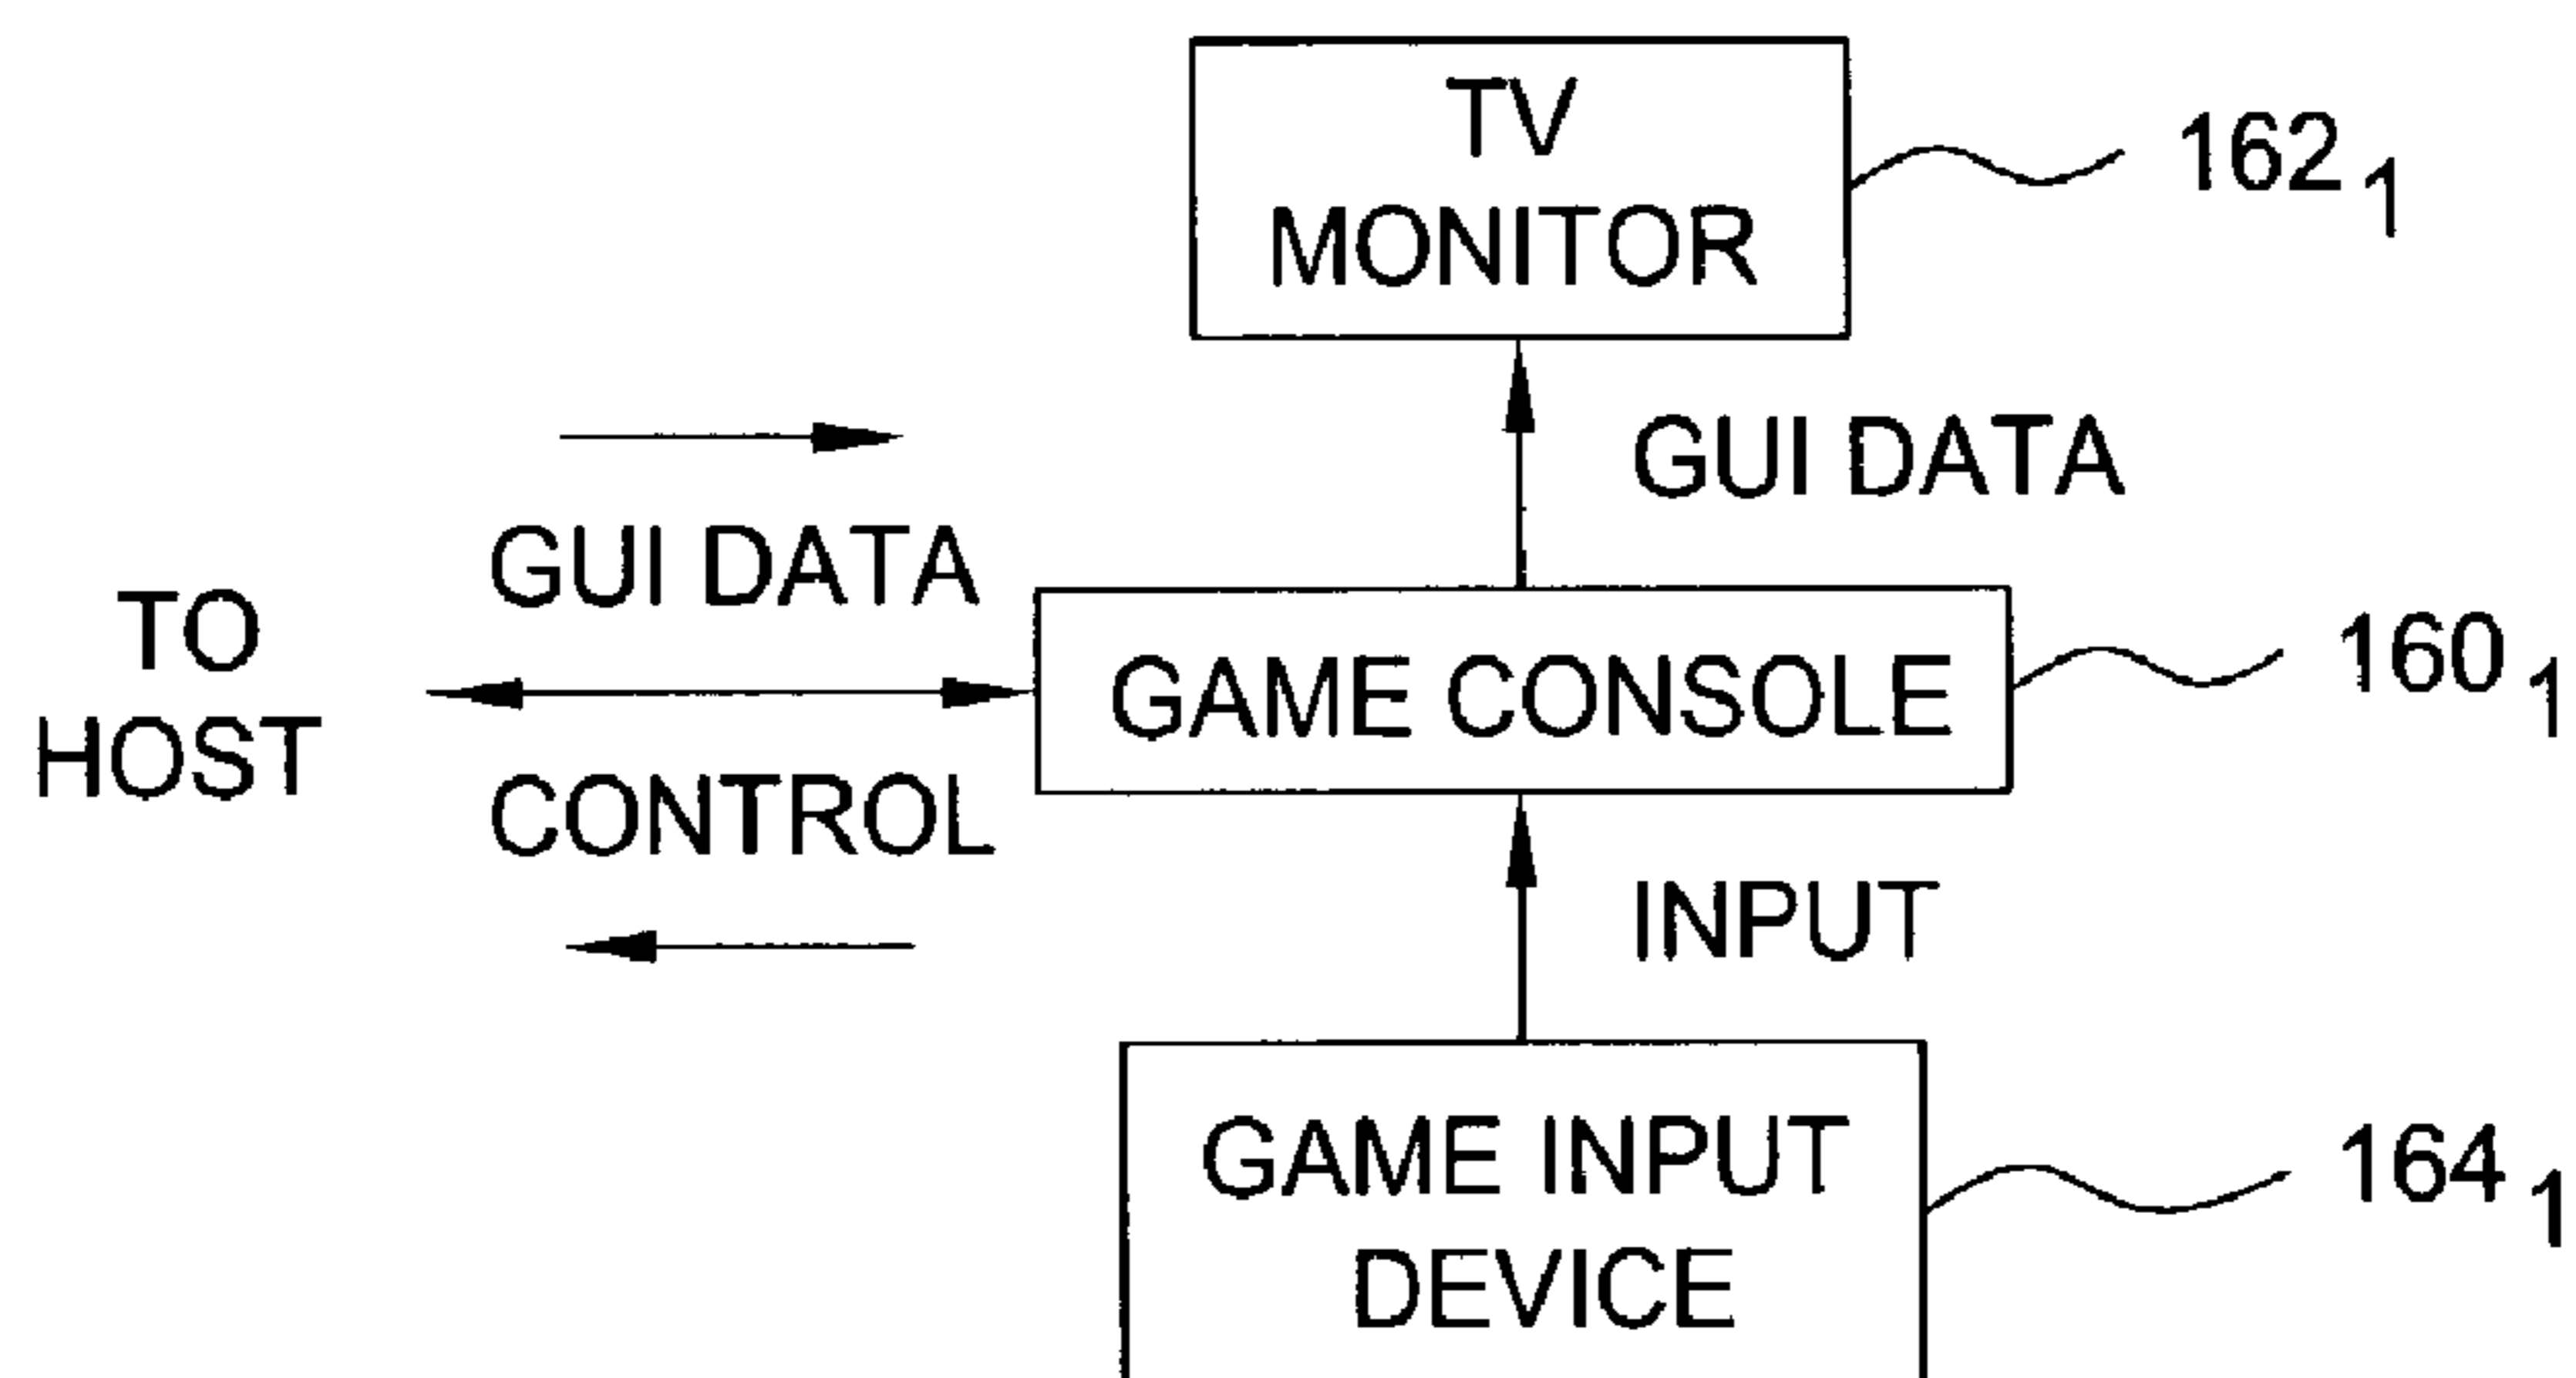 TV
MONITOR
162 1
GUI DATA
GUI DATA
TO
HOST
GAME CONSOLE
160 1
CONTROL
INPUT
GAME INPUT
DEVICE
164 1